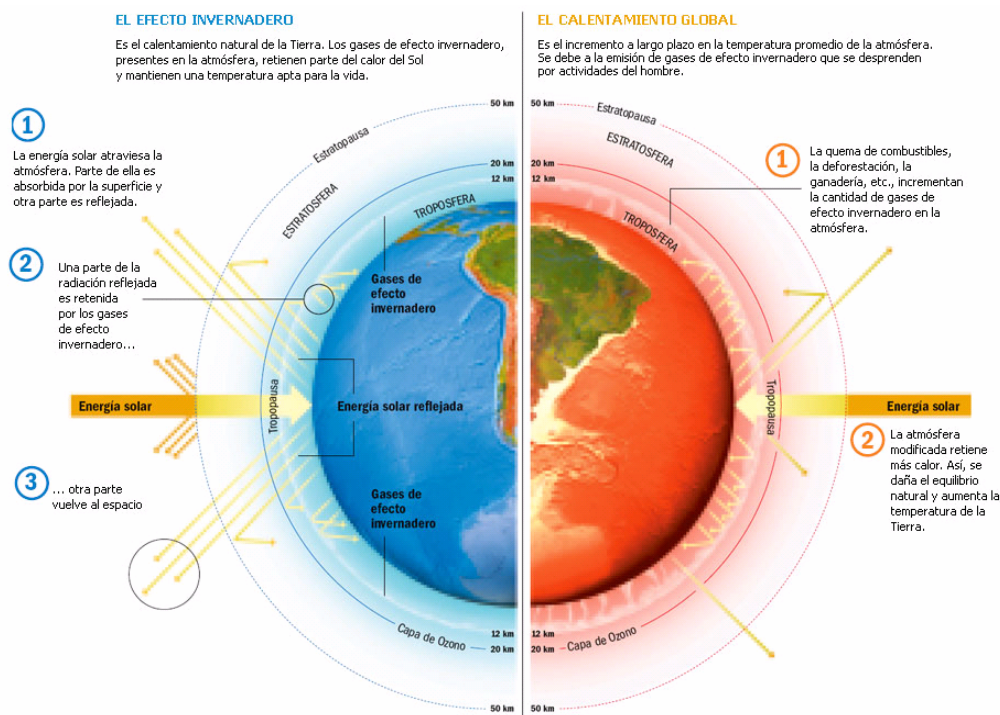 EL EFECTO INVERNADERO
Es el calentamiento natural de la Tierra. Los gases de efecto invernadero,
presentes en la atmósfera, retienen parte del calor del Sol
y mantienen una temperatura apta para la vida.
EL CALENTAMIENTO GLOBAL
Es el incremento a largo plazo en la temperatura promedio de la atmósfera.
Se debe a la emisión de gases de efecto invernadero que se desprenden
por actividades del hombre.
50 km
Estratopausa
ESTRATOSFERA
20 km
12 km
TROPOSFERA
1
La energía solar atraviesa la
atmósfera. Parte de ella es
absorbida por la superficie y
otra parte es reflejada.
2
Una parte de la
radiación reflejada
es retenida
por los gases
de efecto
invernadero...
Gases de
efecto
invernadero
Energía solar
Tropopausa
Energía solar reflejada
3
... otra parte
vuelve al espacio
Gases de
efecto
invernadero
Capa de Ozono
12 km
20 km
50 km
50 km
Estratopausa
ESTRATOSFERA
20 km
12 km
TROPOSFERA
1
La quema de combustibles,
la deforestación, la
ganadería, etc., incrementan
la cantidad de gases de
efecto invernadero en la
atmósfera.
Tropopausa
Energía solar
2
La atmósfera
modificada retiene
más calor. Así, se
daña el equilibrio
natural y aumenta la
temperatura de la
Tierra.
12 km
20 km
Capa de Ozono
50 km